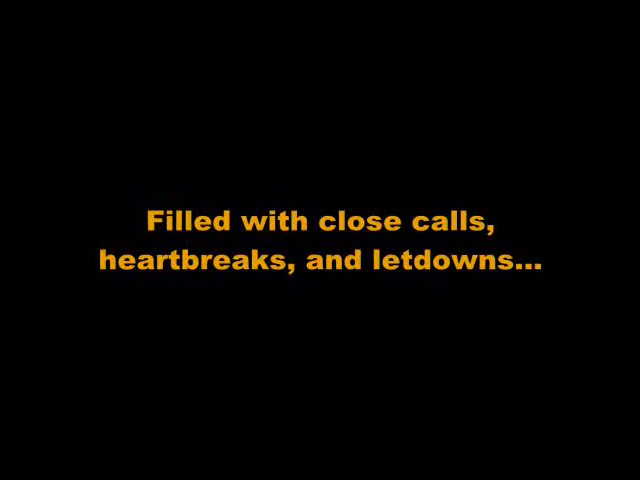 Filled with close calls,
heartbreaks, and letdowns...